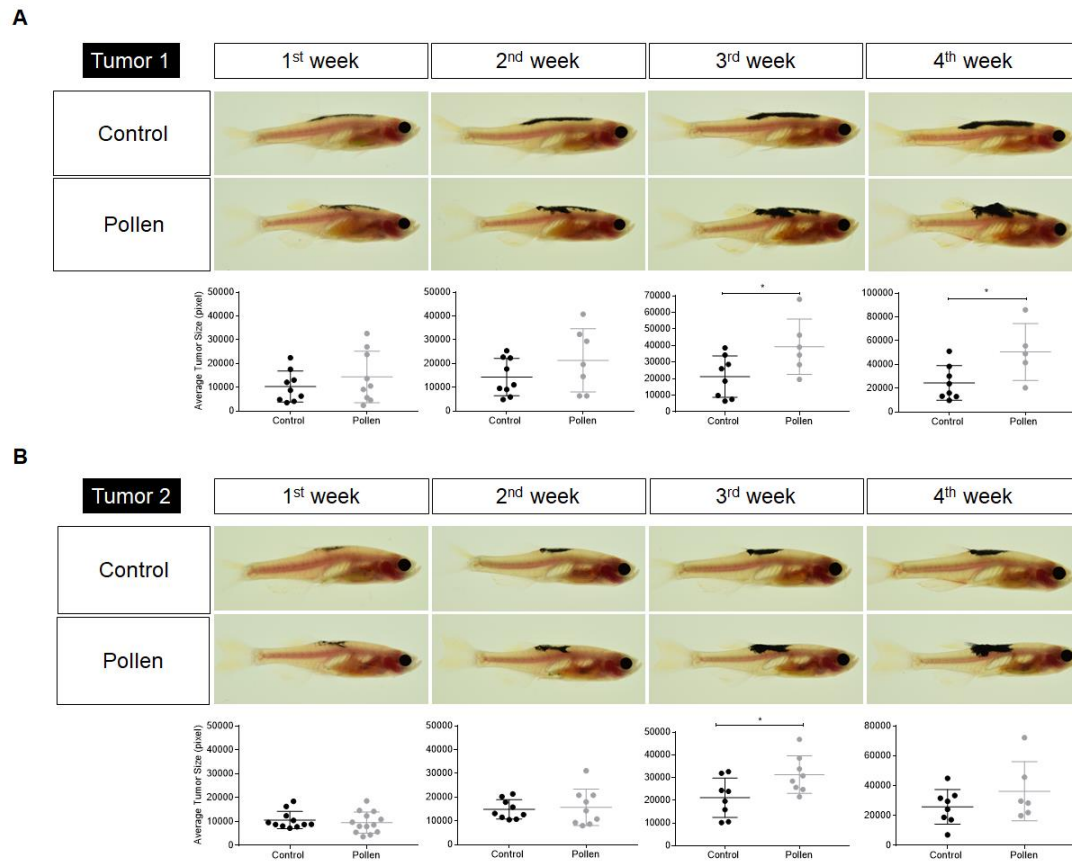 A
Tumor 1 1st week 2nd week 3rd week 4th week
Control
Pollen
Average Tumor Size (pixel)
50000 40000 30000 20000 10000 0
Control Pollen
50000 40000 30000 20000 10000 0
Control Pollen
*
70000 60000 50000 40000 30000 20000 10000 0
Control Pollen
*
100000 80000 60000 40000 20000 0
Control Pollen
B
Tumor 2 1st week 2nd week 3rd week 4th week
Control
Pollen
Average Tumor Size (pixel)
50000 40000 30000 20000 10000 0
Control Pollen
50000 40000 30000 20000 10000 0
Control Pollen
*
50000 40000 30000 20000 10000 0
Control Pollen
80000 60000 40000 20000 0
Control Pollen